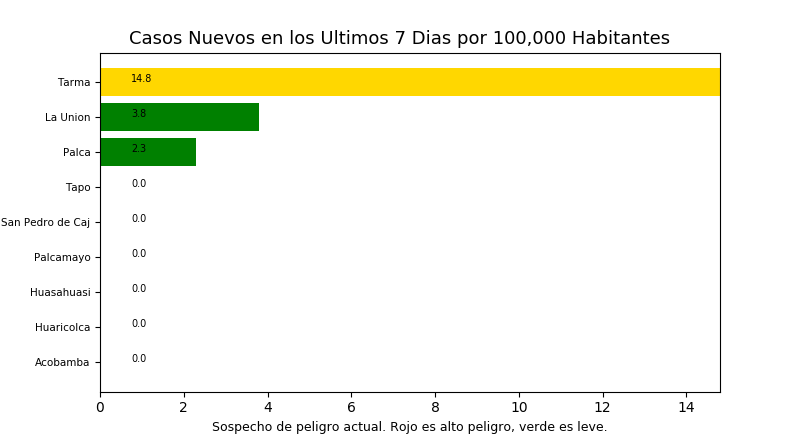 Casos Nuevos en los Ultimos 7 Dias por 100,000 Habitantes
Tarma 14.8
La Union 3.8
Palca 2.3
Tapo 0.0
San Pedro de Caj 0.0
Palcamayo 0.0
Huasahuasi 0.0
Huaricolca 0.0
Acobamba 0.0
0 2 4 6 8 10 12 14
Sospecho de peligro actual. Rojo es alto peligro, verde es leve.